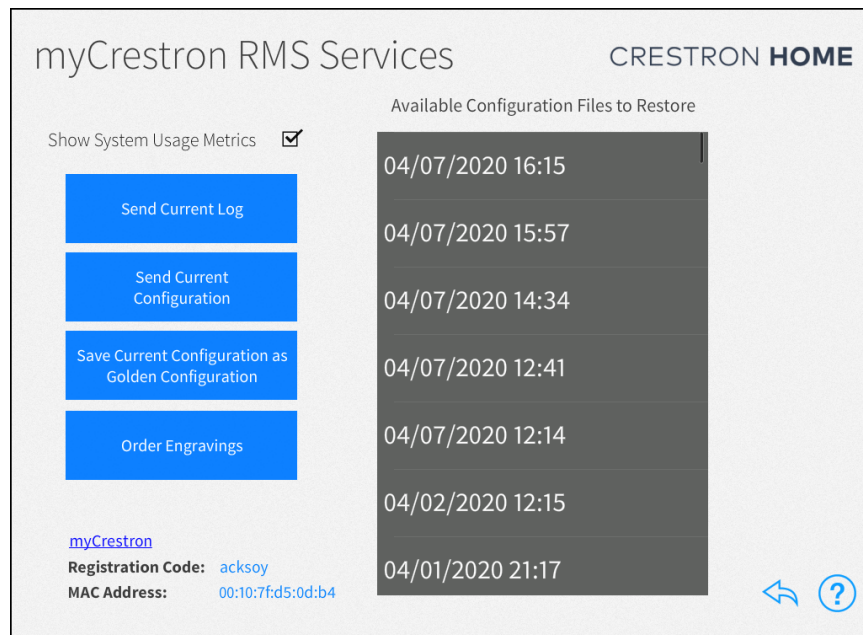 myCrestron RMS Services
CRESTRON HOME
Show System Usage Metrics
Send Current Log
Send Current
Configuration
Save Current Configuration as
Golden Configuration
Order Engravings
myCrestron
Registration Code: acksoy
MAC Address: 00:10:7f:d5:0d:b4
Available Configuration Files to Restore
04/07/2020 16:15
04/07/2020 15:57
04/07/2020 14:34
04/07/2020 12:41
04/07/2020 12:14
04/02/2020 12:15
04/01/2020 21:17
?